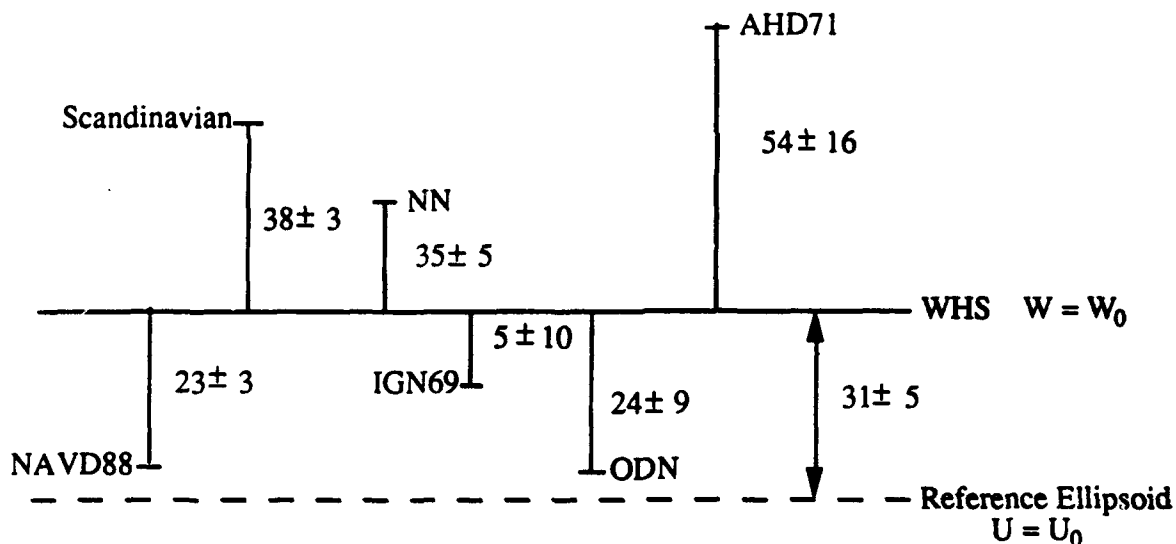 AHD71
Scandinavian
54± 16
38± 3
NN
35± 5
WHS W = W₀
5 ± 10
23± 3
IGN69
24± 9
31± 5
NAVD88
ODN
Reference Ellipsoid
U = U₀